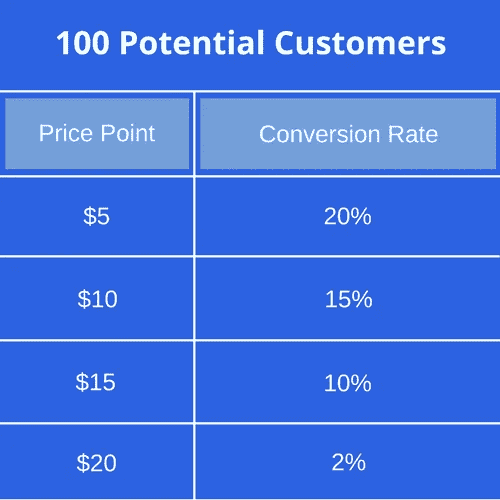 100 Potential Customers
Price Point Conversion Rate
$5 20%
$10 15%
$15 10%
$20 2%